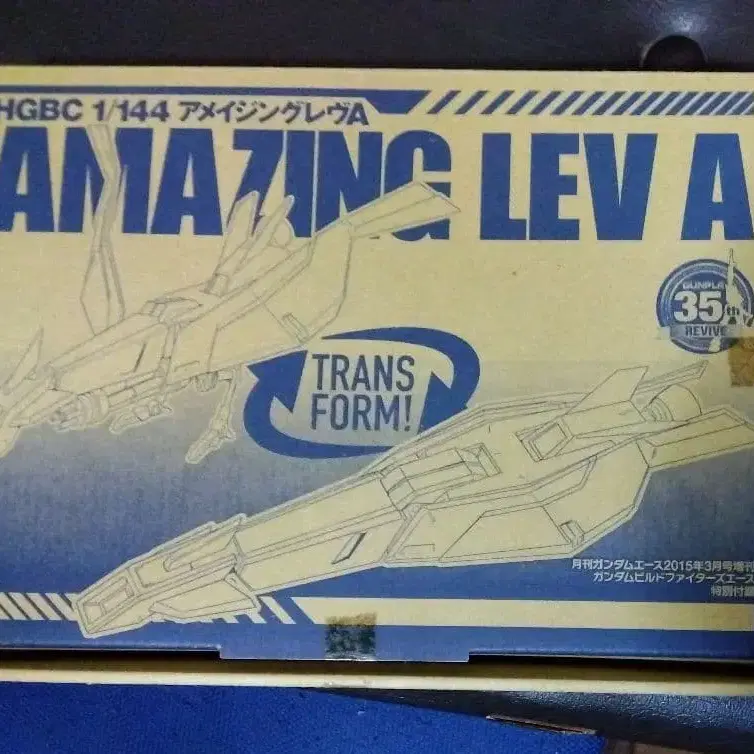 HGBC 1/144 アメイジングレヴA
AMAZING LEV A
GUNPLA
35th
REVIVE
TRANS
FORM!
月刊ガンダムエース2015年3月号増刊
ガンダムビルドファイターズエース
特別付録